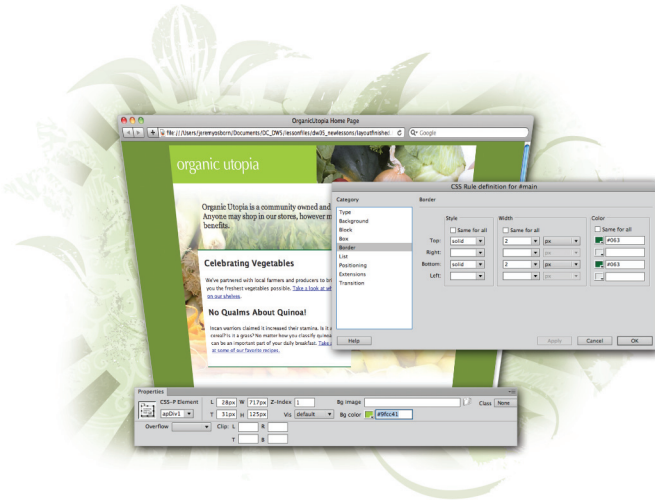 OrganicUtopia Home Page
file:///Users/jeremyosborn/Documents/DC_DW5/lessonfiles/dw05_newlessons/layoutfinished
Google
organic utopia
Organic Utopia is a community owned and
Anyone may shop in our stores, however m
benefits.
Celebrating Vegetables
We've partnered with local farmers and producers to bri
you the freshest vegetables possible. Take a look at wh
on our shelves.
No Qualms About Quinoa!
Incan warriors claimed it increased their stamina. Is it a
cereal?Is it a grass? No matter how you classify quinoa
can be an important part of your daily breakfast. Take
at some of our favorite recipes.
CSS Rule definition for #main
Category
Border
Type
Background
Block
Box
Border
List
Positioning
Extensions
Transition
Style Width Color
Same for all Same for all Same for all
Top: solid 2 px #063
Right: px
Bottom: solid 2 px #063
Left: px
Help Apply Cancel OK
Properties
CSS-P Element L 28px W 717px Z-Index 1 Bg image Class None
apDiv1 T 31px H 125px Vis default Bg color #9fcc41
Overflow Clip: L R
T B